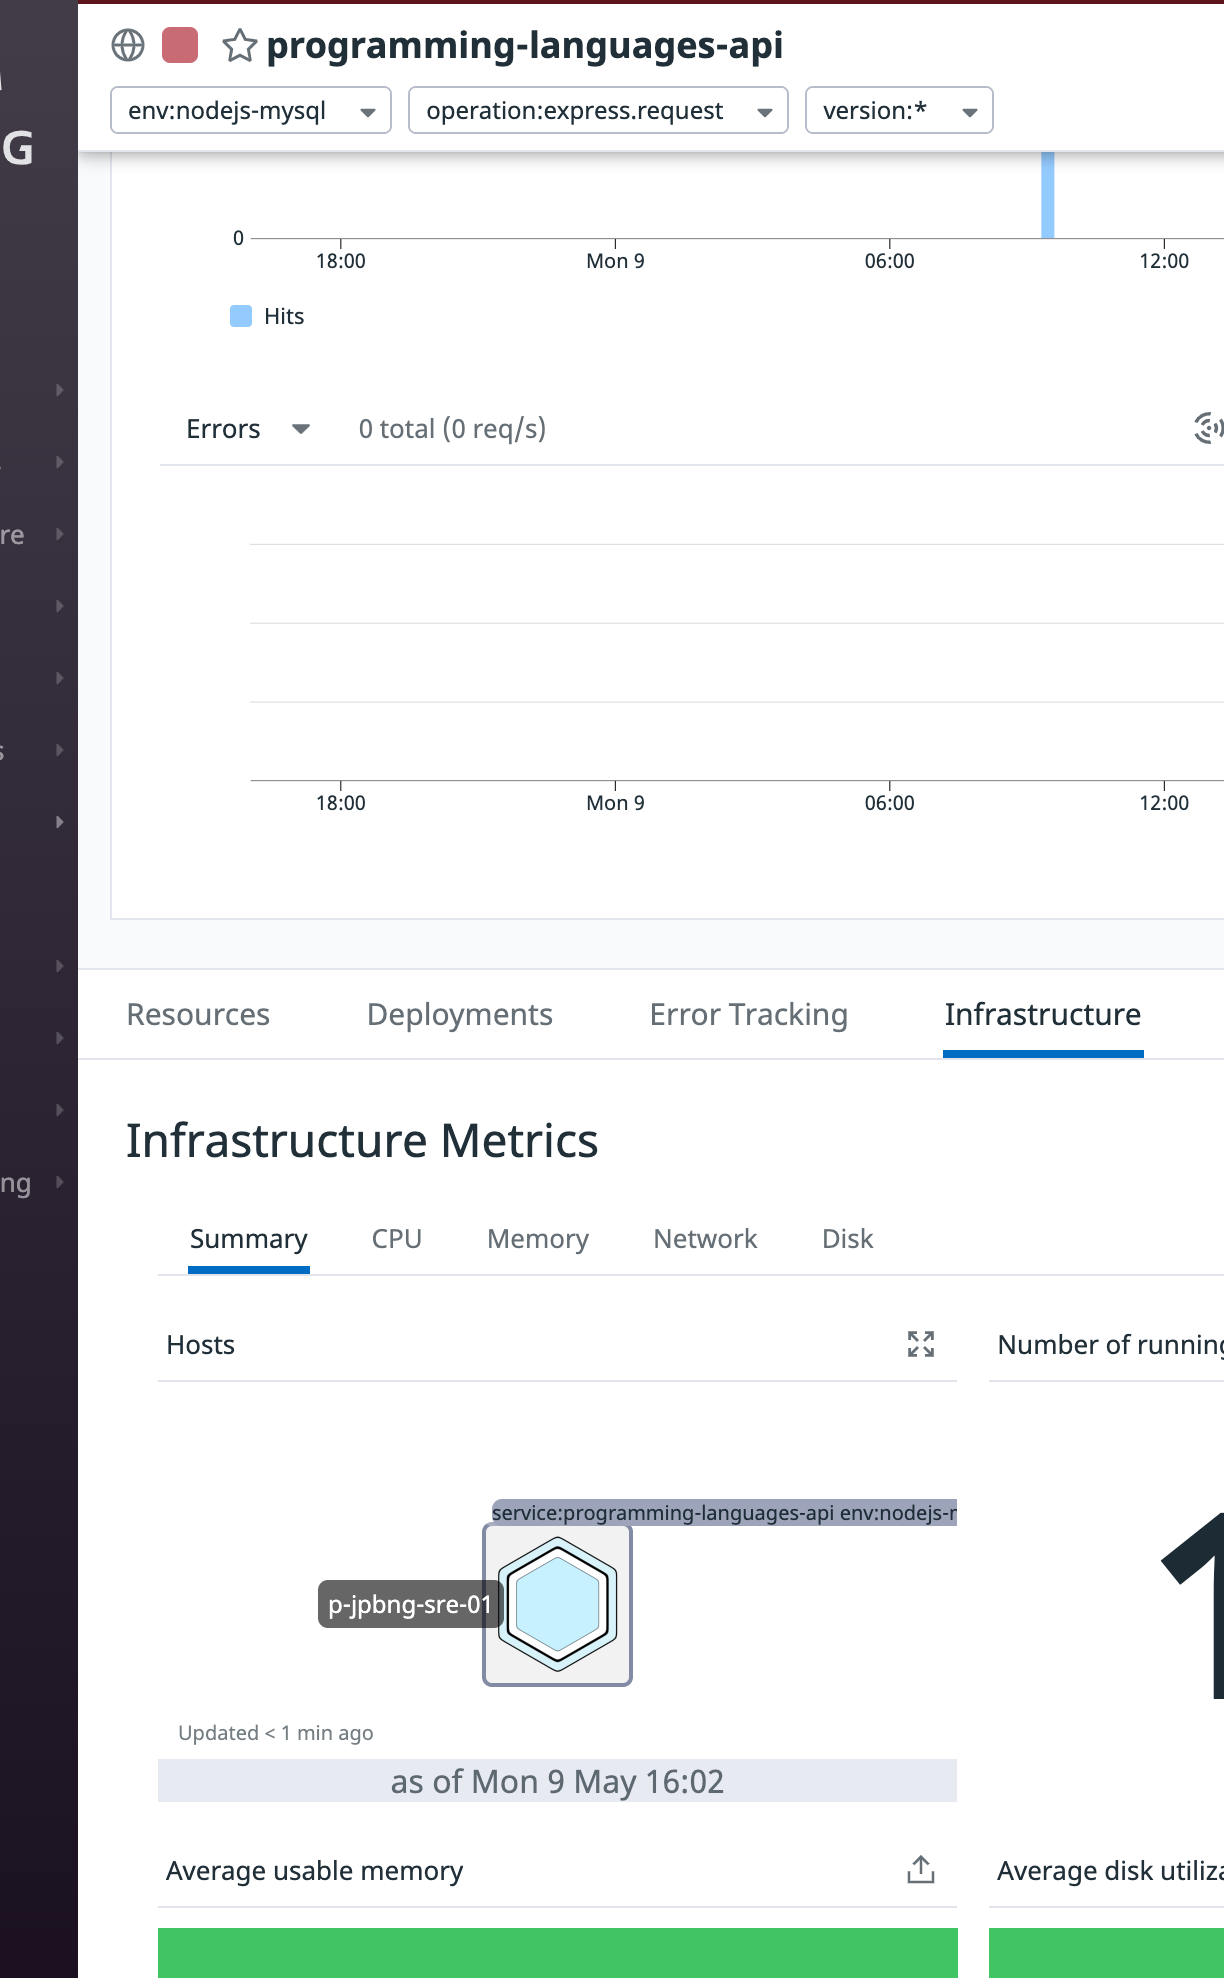 programming-languages-api
G
env:nodejs-mysql operation:express.request version:*
0
18:00 Mon 9 06:00 12:00
Hits
Errors 0 total (0 req/s)
re
18:00 Mon 9 06:00 12:00
s
Resources Deployments Error Tracking Infrastructure
Infrastructure Metrics
ng
Summary CPU Memory Network Disk
Hosts Number of running
service:programming-languages-api env:nodejs-
p-jpbng-sre-01
1
Updated < 1 min ago
as of Mon 9 May 16:02
Average usable memory Average disk utiliza